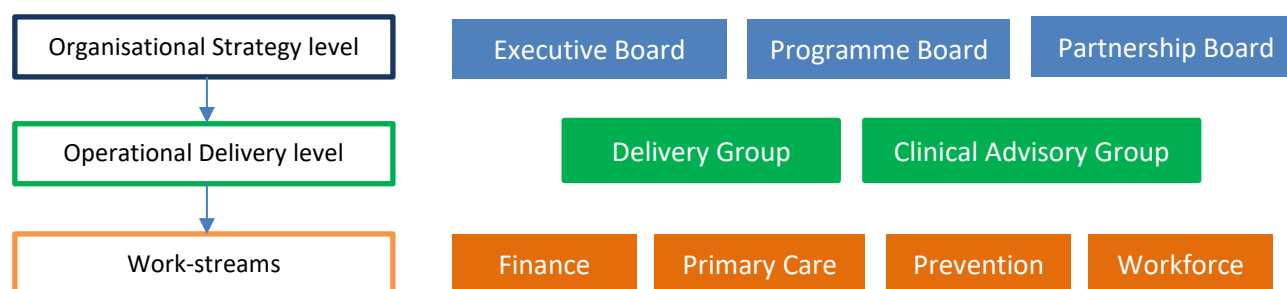 Organisational Strategy level
Executive Board
Programme Board
Partnership Board
Operational Delivery level
Delivery Group
Clinical Advisory Group
Work-streams
Finance
Primary Care
Prevention
Workforce